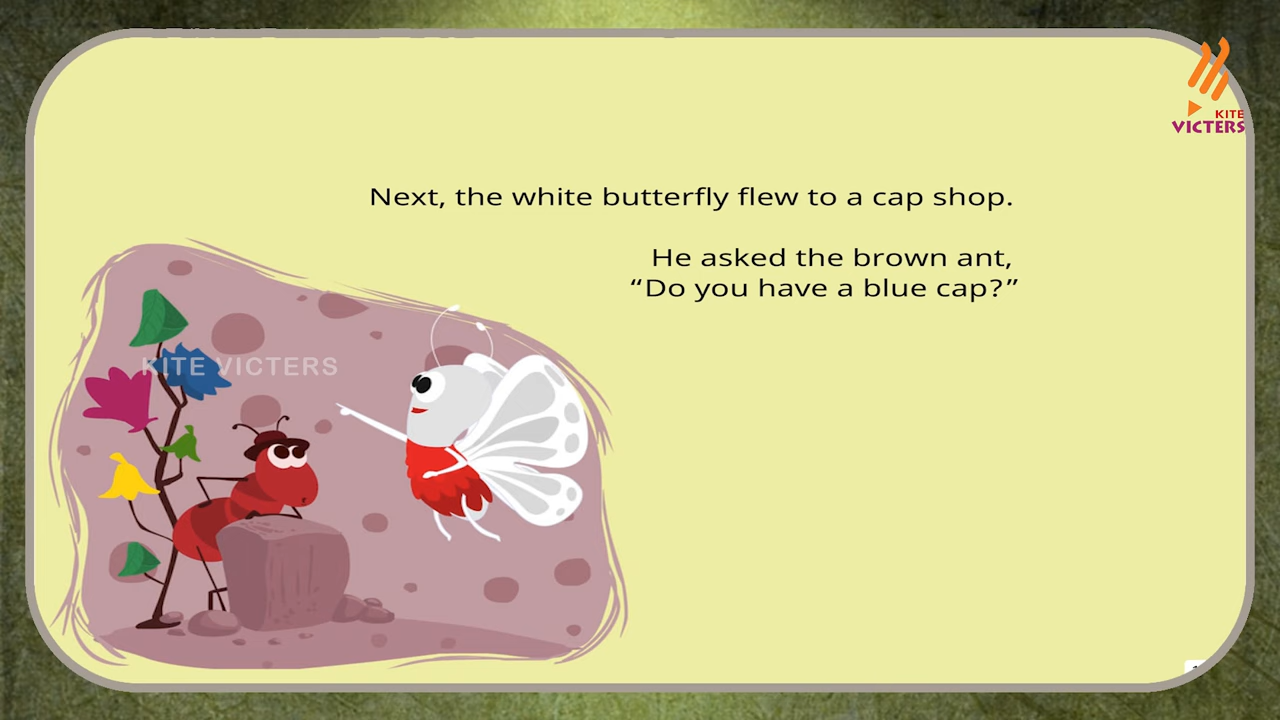 KITE
VICTERS
Next, the white butterfly flew to a cap shop.
He asked the brown ant,
“Do you have a blue cap?”
KITE VICTERS